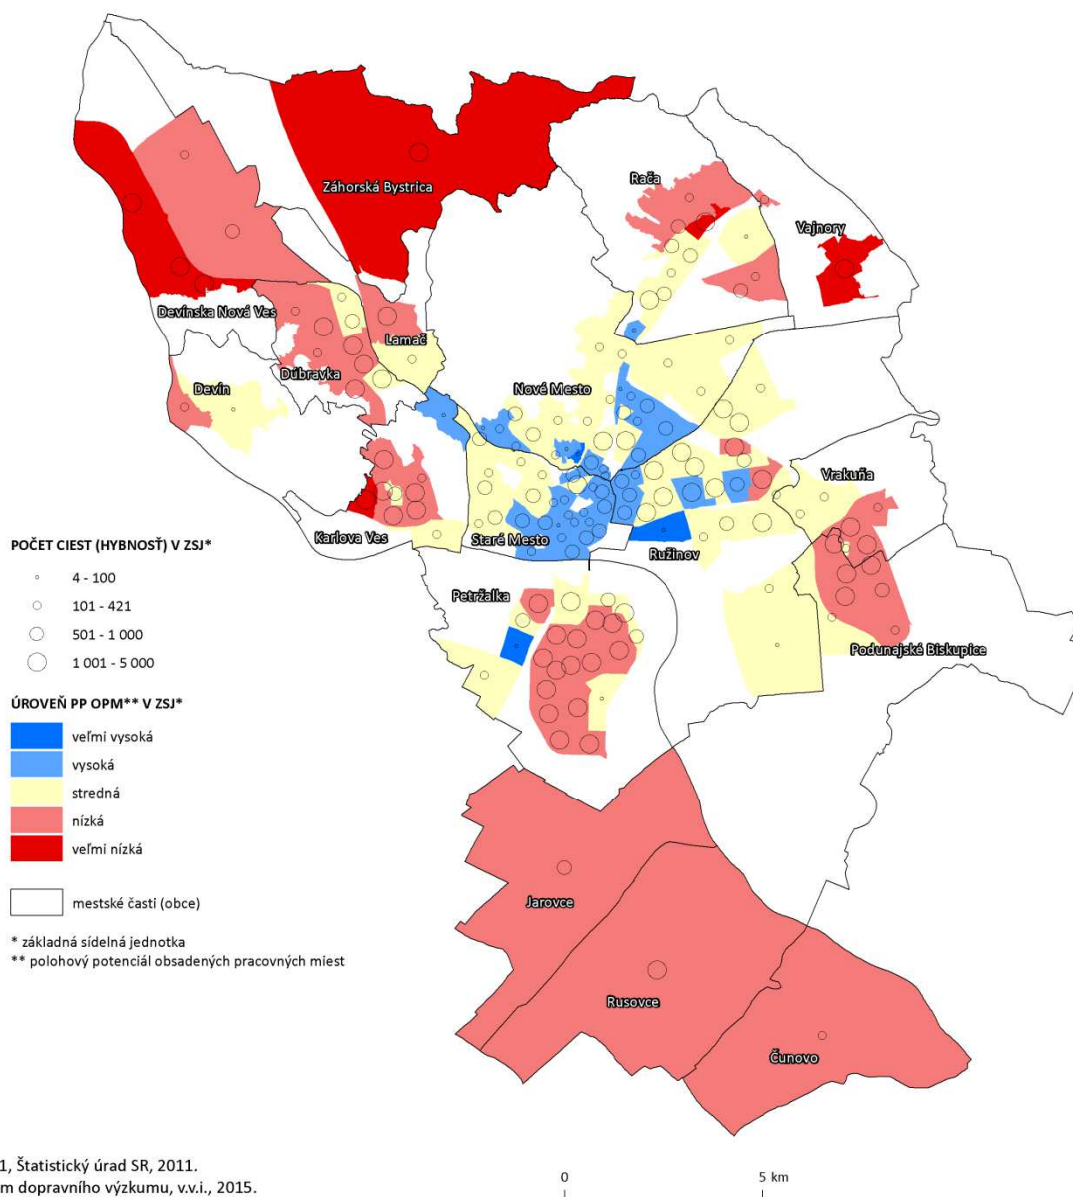 Záhorská Bystrica
Rača
Vajnory
Devínska Nová Ves
Lamač
Dúbravka
Devín
Nové Mesto
Vrakuňa
Karlova Ves
Staré Mesto
Ružinov
Petržalka
Podunajské Biskupice
Jarovce
Rusovce
Čunovo
POČET CIEST (HYBNOSŤ) V ZSJ*
4 - 100
101 - 421
501 - 1 000
1 001 - 5 000
ÚROVEŇ PP OPM** V ZSJ*
veľmi vysoká
vysoká
stredná
nízká
veľmi nízká
mestské časti (obce)
* základná sídelná jednotka
** polohový potenciál obsadených pracovných miest
1, Štatistický úrad SR, 2011.
m dopravního výzkumu, v.v.i., 2015.
0 5 km